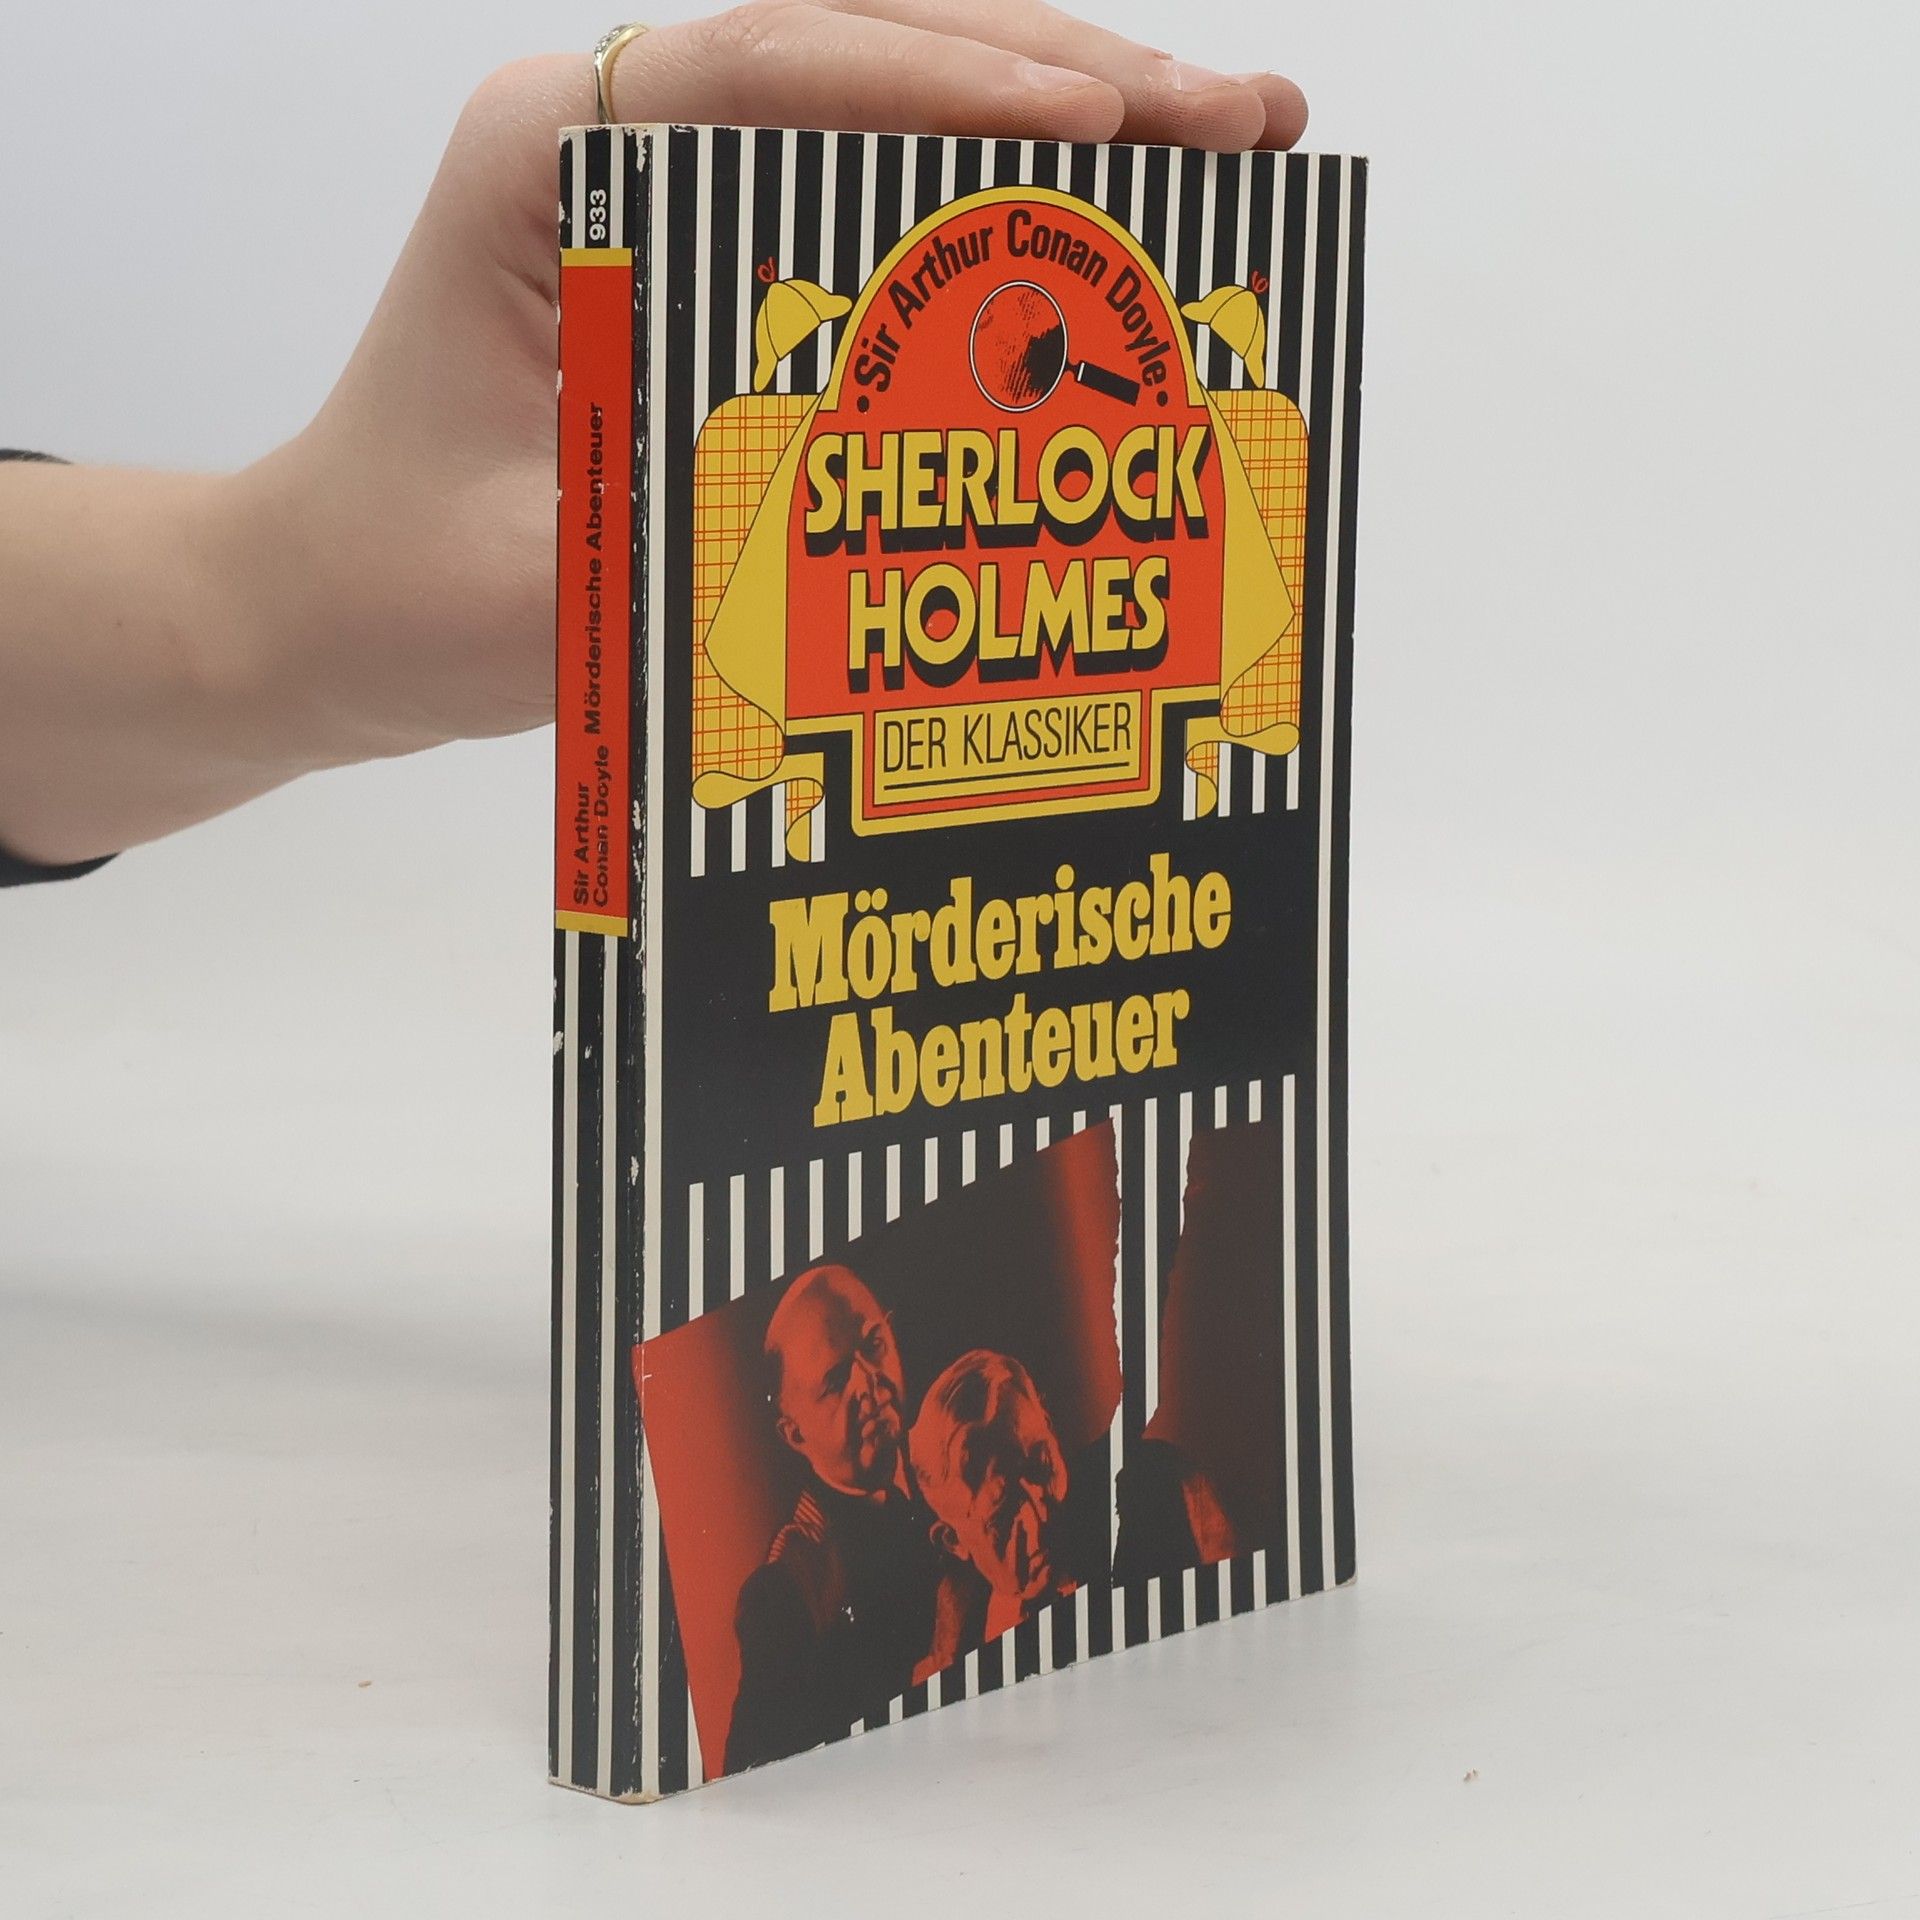 933
Sir Arthur
Conan Doyle Mörderische Abenteuer
• Sir Arthur Conan Doyle •
SHERLOCK
HOLMES
DER KLASSIKER
Mörderische
Abenteuer